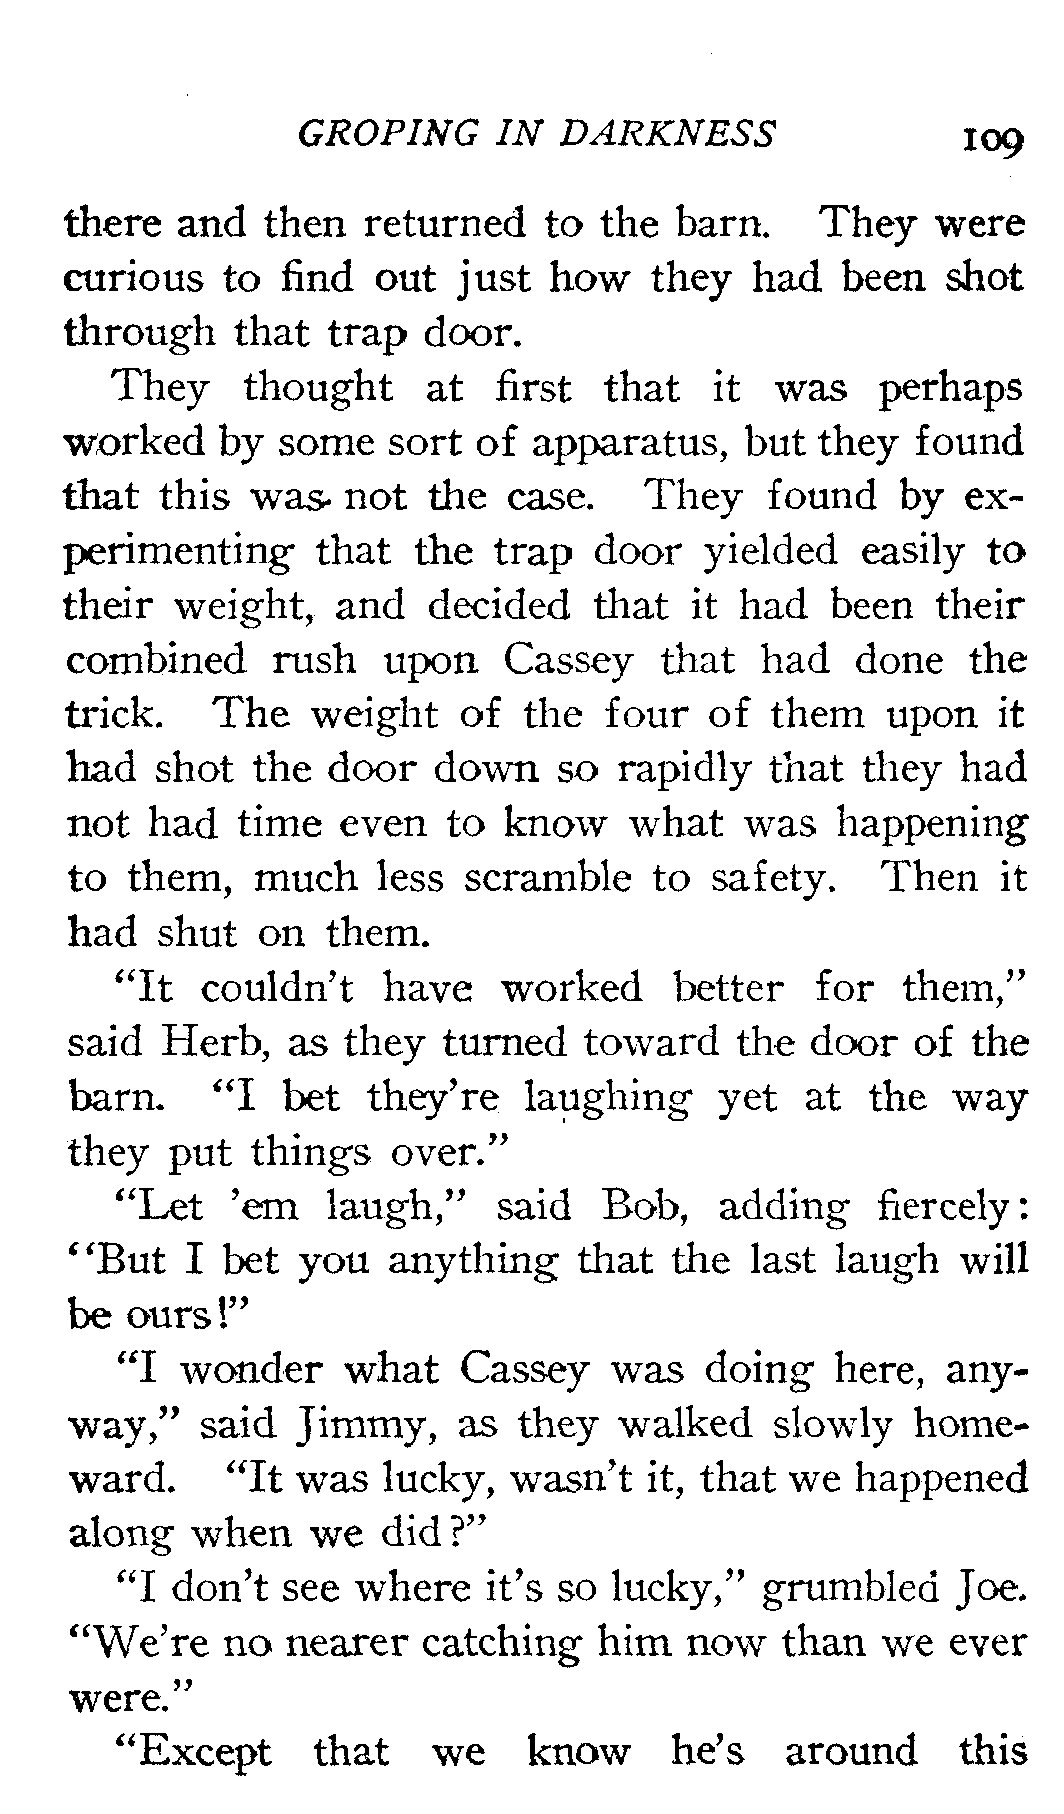 GROPING IN DARKNESS 109
there and then returned to the barn. They were
curious to find out just how they had been shot
through that trap door.
They thought at first that it was perhaps
worked by some sort of apparatus, but they found
that this was not the case. They found by ex-
perimenting that the trap door yielded easily to
their weight, and decided that it had been their
combined rush upon Cassey that had done the
trick. The weight of the four of them upon it
had shot the door down so rapidly that they had
not had time even to know what was happening
to them, much less scramble to safety. Then it
had shut on them.
“It couldn’t have worked better for them,”
said Herb, as they turned toward the door of the
barn. “I bet they’re laughing yet at the way
they put things over.”
“Let ’em laugh,” said Bob, adding fiercely:
“But I bet you anything that the last laugh will
be ours!”
“I wonder what Cassey was doing here, any-
way,” said Jimmy, as they walked slowly home-
ward. “It was lucky, wasn’t it, that we happened
along when we did?”
“I don’t see where it’s so lucky,” grumbled Joe.
“We’re no nearer catching him now than we ever
were.”
“Except that we know he’s around this